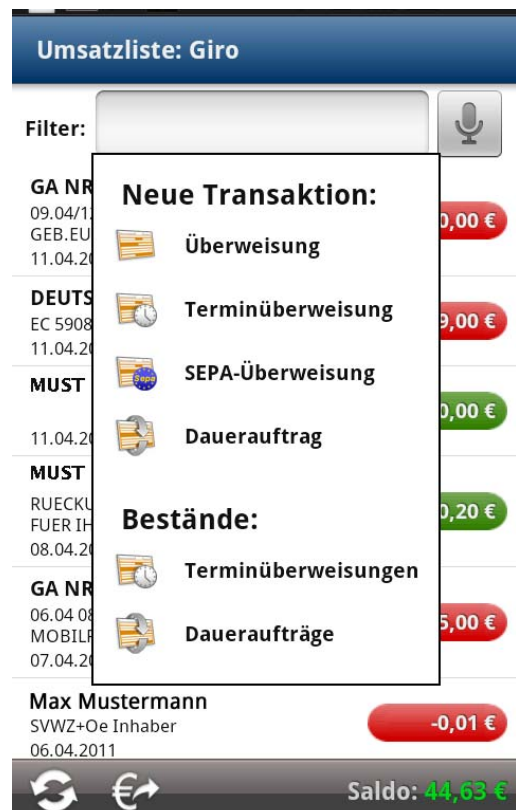 Umsatzliste: Giro
Filter:
GA NR
09.04/1
GEB.EU
11.04.20
0,00 €
DEUTS
EC 5908
11.04.20
9,00 €
MUST
11.04.20
0,00 €
MUST
RUECKU
FUER IH
08.04.20
0,20 €
GA NR
06.04 08
MOBILF
07.04.20
5,00 €
Neue Transaktion:
Überweisung
Terminüberweisung
Sepa
SEPA-Überweisung
Dauerauftrag
Bestände:
Terminüberweisungen
Daueraufträge
Max Mustermann
SVWZ+Oe Inhaber
06.04.2011
-0,01 €
Saldo: 44,63 €